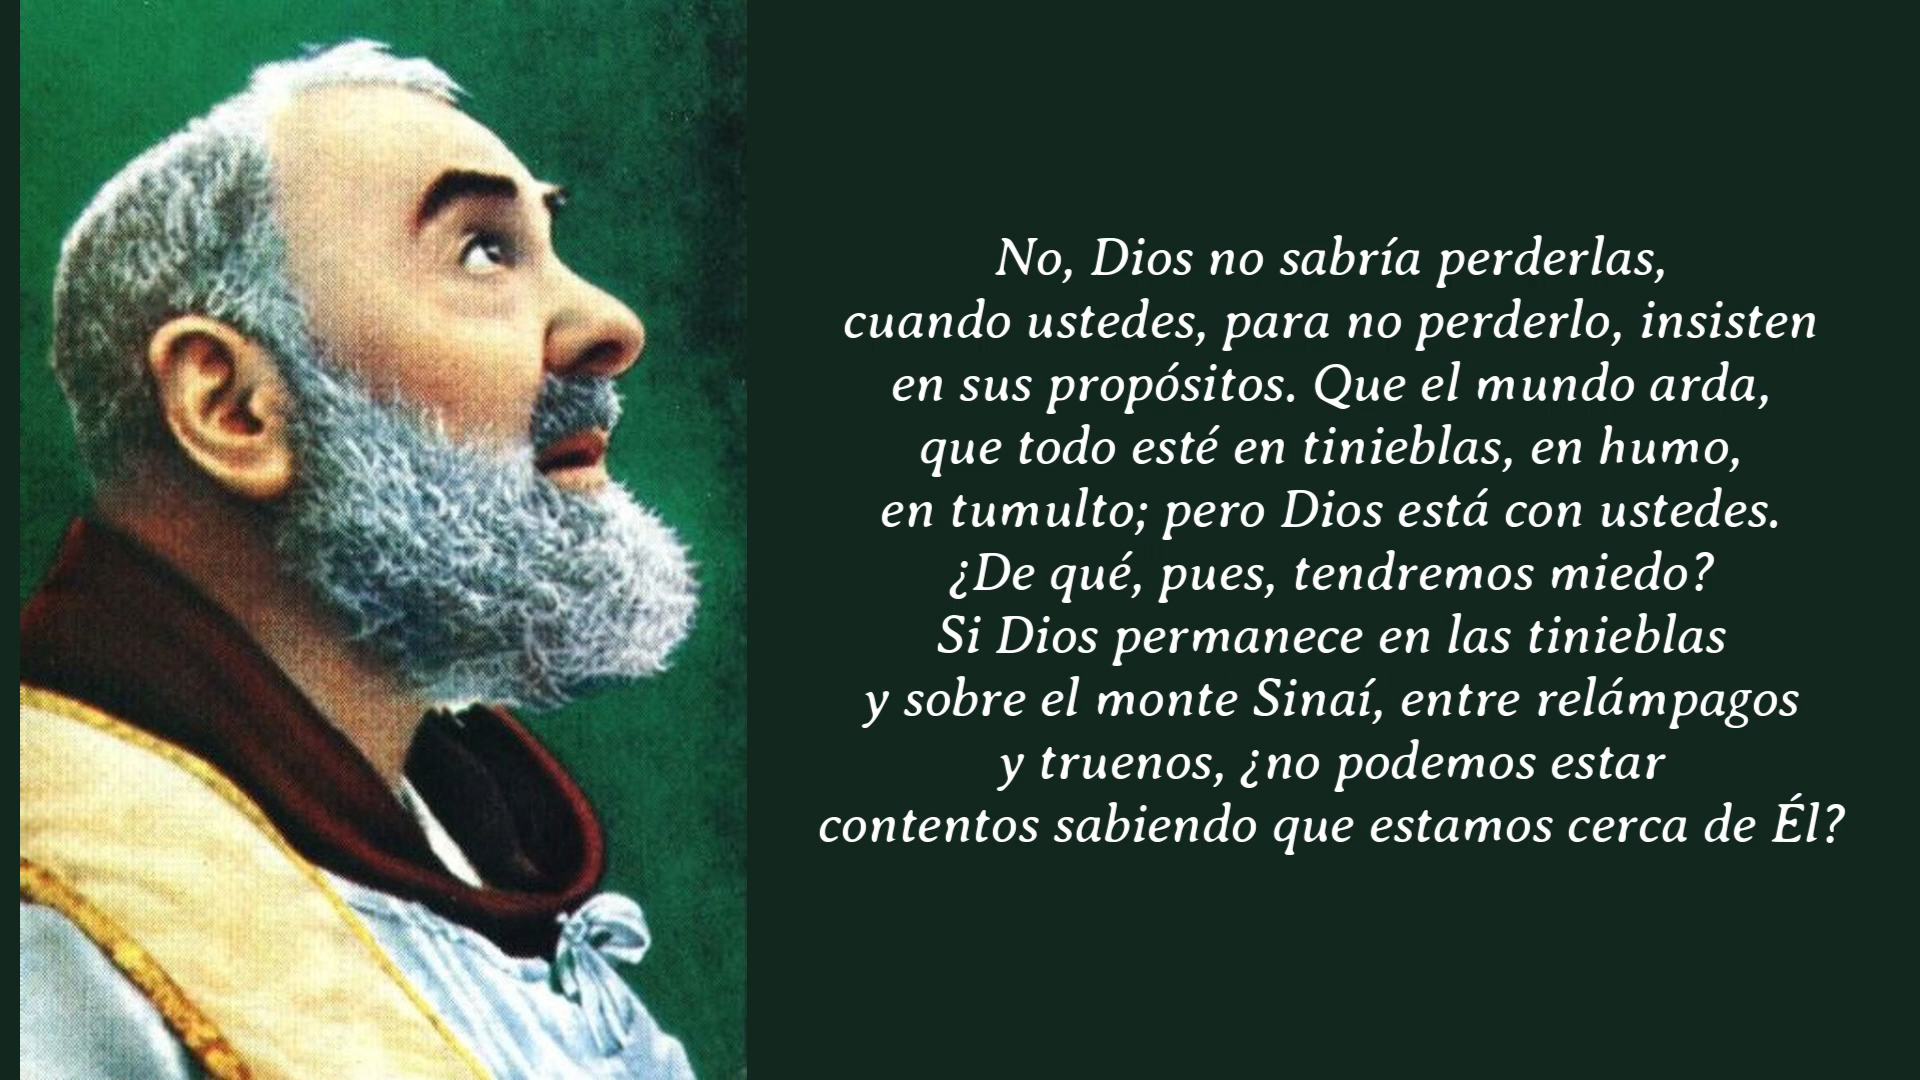 No, Dios no sabría perderlas,
cuando ustedes, para no perderlo, insisten
en sus propósitos. Que el mundo arda,
que todo esté en tinieblas, en humo,
en tumulto; pero Dios está con ustedes.
¿De qué, pues, tendremos miedo?
Si Dios permanece en las tinieblas
y sobre el monte Sinaí, entre relámpagos
y truenos, ¿no podemos estar
contentos sabiendo que estamos cerca de Él?